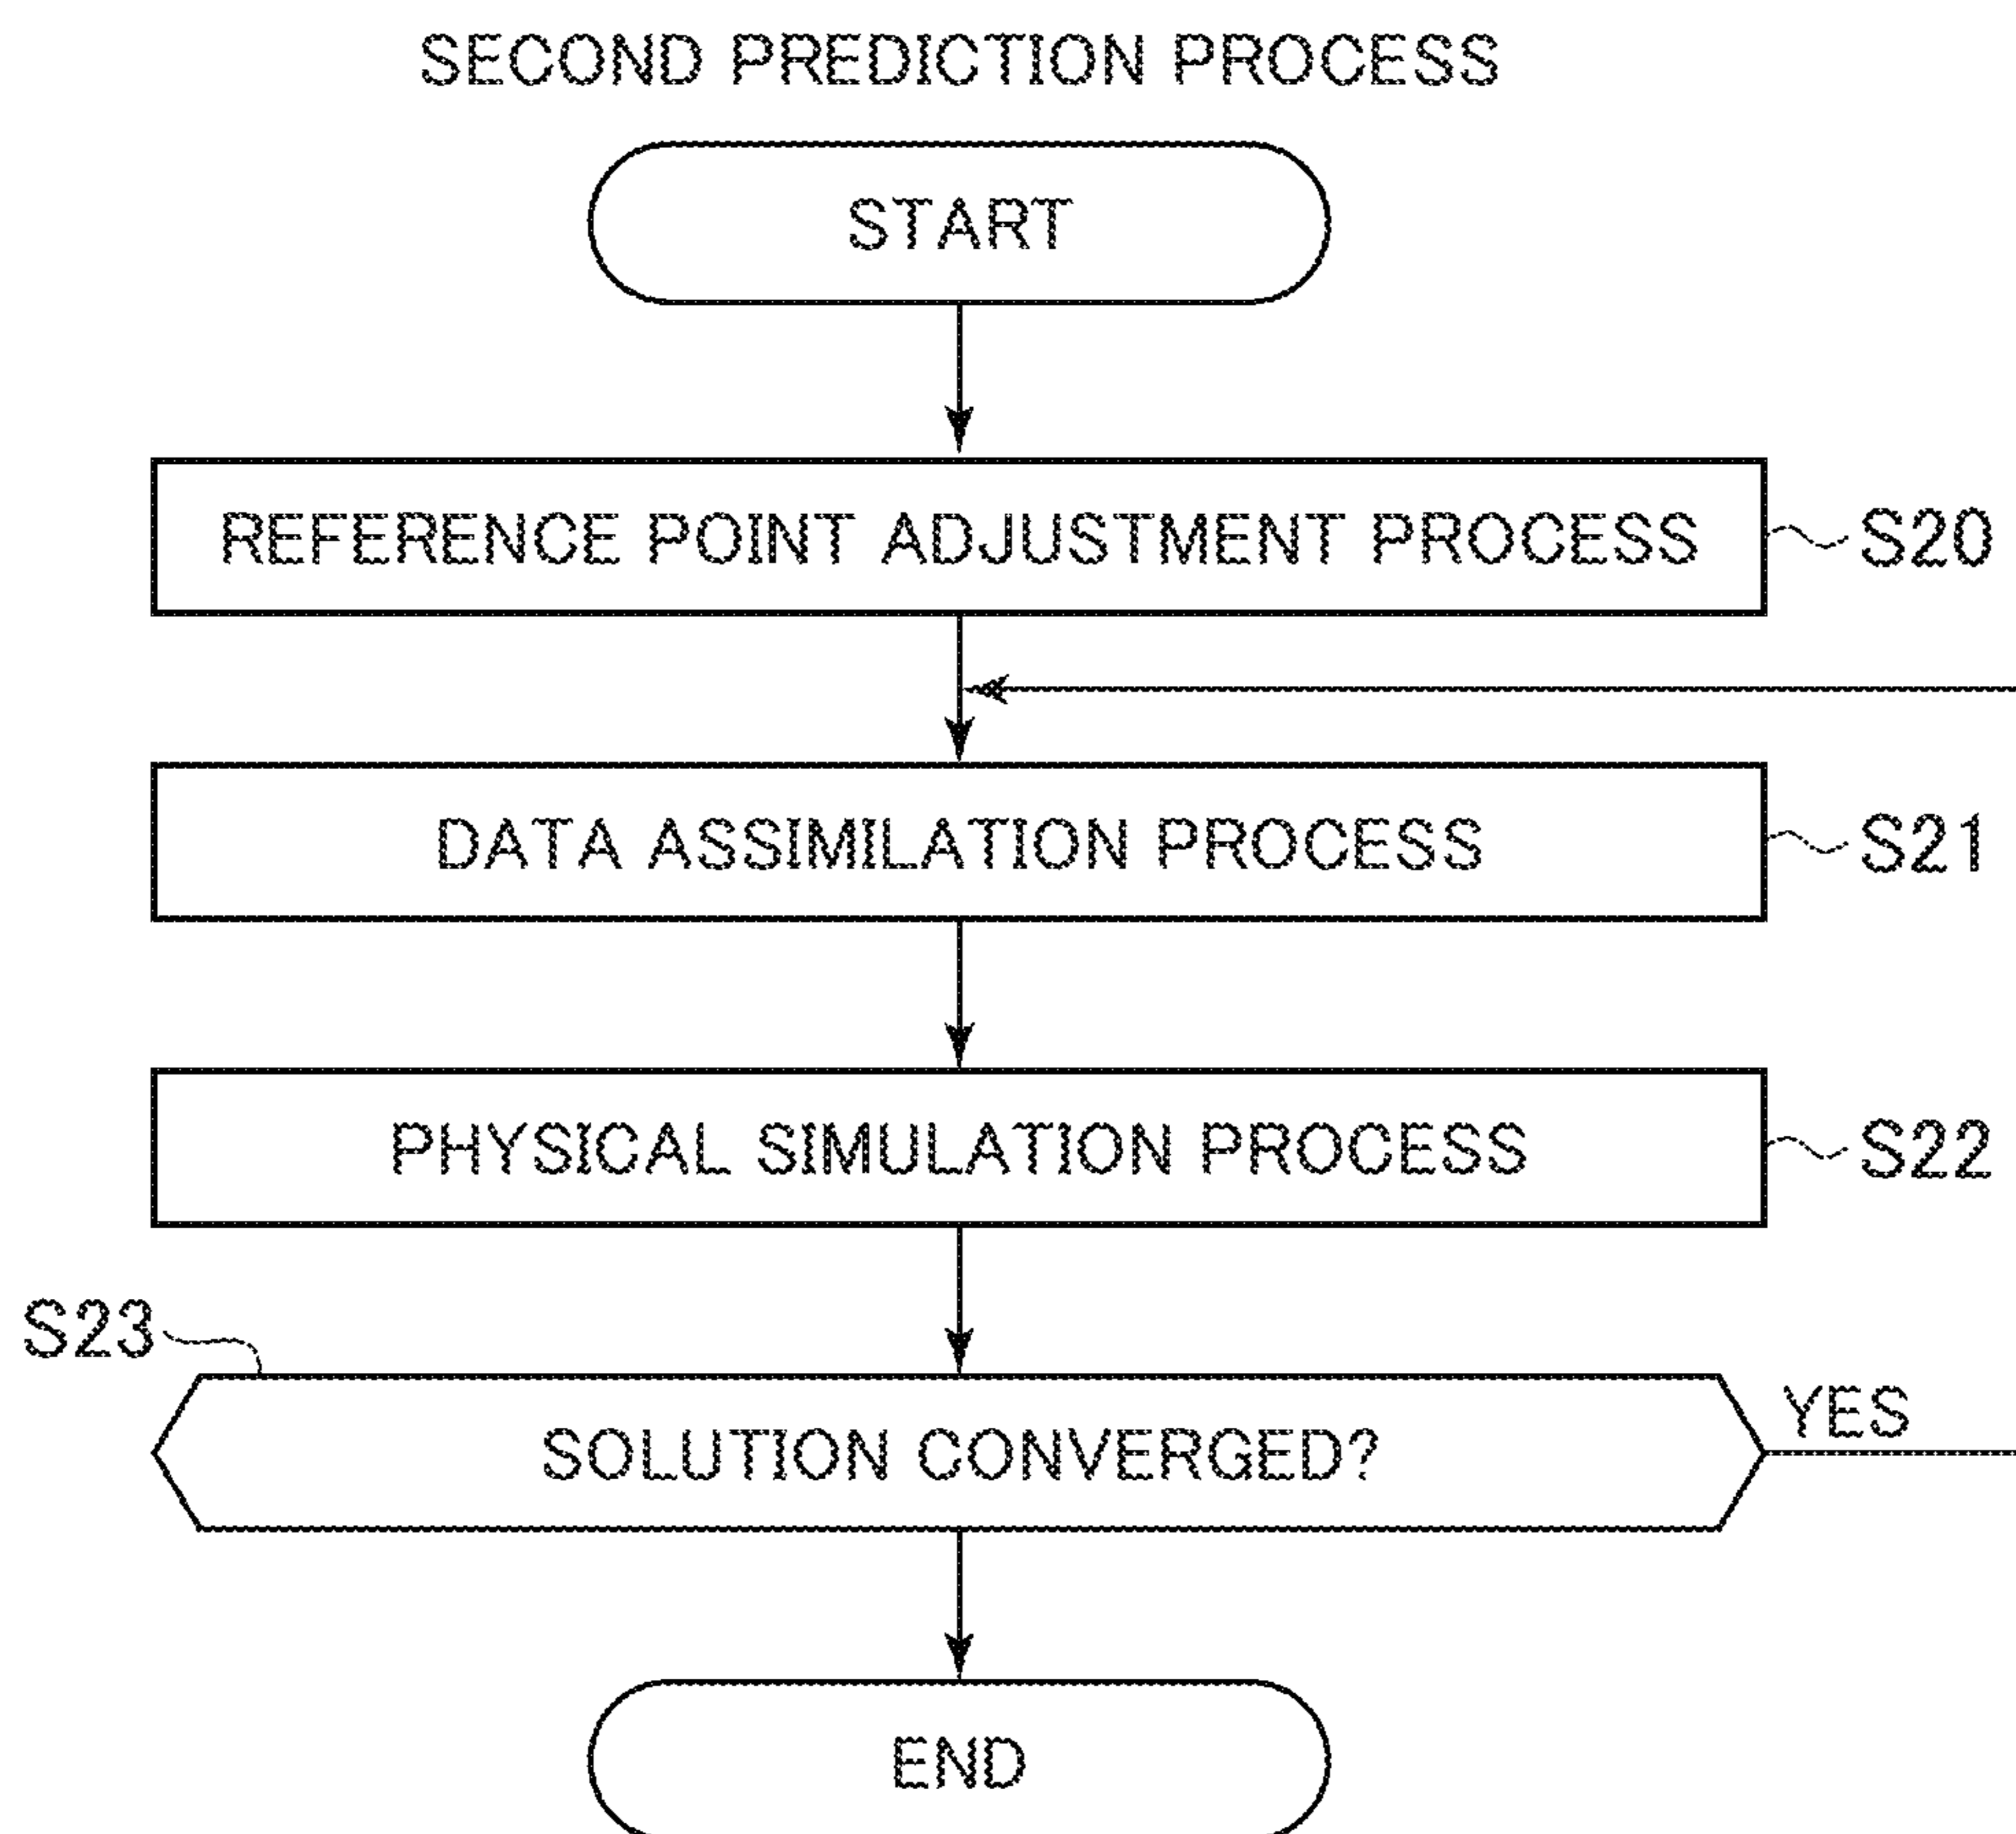 SECOND PREDICTION PROCESS
START
REFERENCE POINT ADJUSTMENT PROCESS
S20
DATA ASSIMILATION PROCESS
S21
PHYSICAL SIMULATION PROCESS
S22
S23
SOLUTION CONVERGED?
YES
END